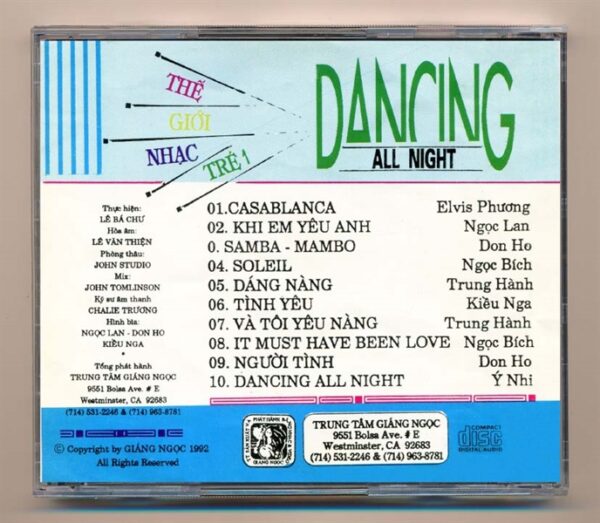 THẾ
GIỚI
NHẠC
TRẺ 1
DANCING
ALL NIGHT
Thực hiện:
LÊ BÁ CHƯ
Hòa âm:
LÊ VĂN THIỆN
Phòng thâu:
JOHN STUDIO
Mix:
JOHN TOMLINSON
Kỹ sư âm thanh
CHALIE TRƯƠNG
Hình bìa:
NGỌC LAN - DON HO
KIỀU NGA
*
Tổng phát hành
TRUNG TÂM GIÁNG NGỌC
9551 Bolsa Ave. # E
Westminster, CA 92683
(714) 531-2246 & (714) 963-8781
01.CASABLANCA Elvis Phương
02. KHI EM YÊU ANH Ngọc Lan
0. SAMBA - MAMBO Don Ho
04. SOLEIL Ngọc Bích
05. DÁNG NÀNG Trung Hành
06. TÌNH YÊU Kiều Nga
07. VÀ TÔI YÊU NÀNG Trung Hành
08. IT MUST HAVE BEEN LOVE Ngọc Bích
09. NGƯỜI TÌNH Don Ho
10. DANCING ALL NIGHT Ý Nhi
© Copyright by GIÁNG NGỌC 1992
All Rights Reserved
GIANG NGOC
TRUNG TÂM GIÁNG NGỌC
9551 Bolsa Ave. # E
Westminster, CA 92683
(714) 531-2246 & (714) 963-8781
COMPACT
disc
DIGITAL AUDIO